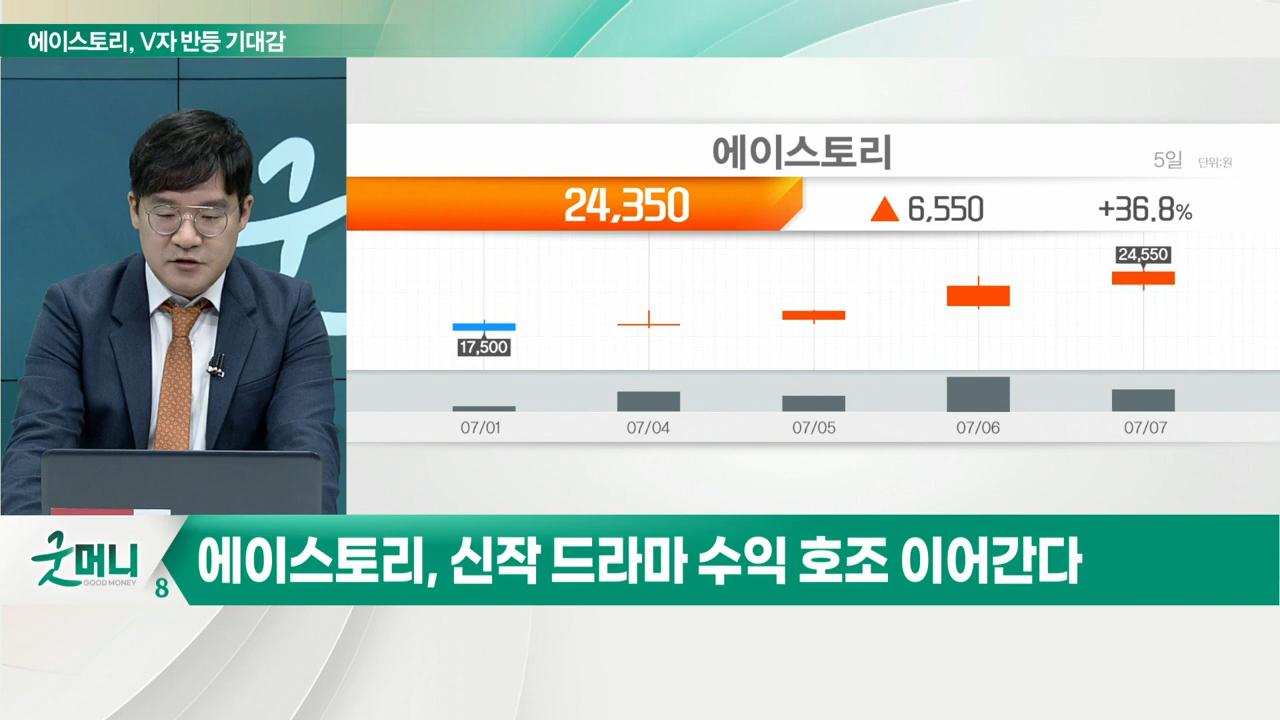 에이스토리, V자 반등 기대감
에이스토리
5일 단위:원
24,350 ▲ 6,550 +36.8%
24,550
17,500
07/01 07/04 07/05 07/06 07/07
굿머니
GOOD MONEY
8
에이스토리, 신작 드라마 수익 호조 이어간다